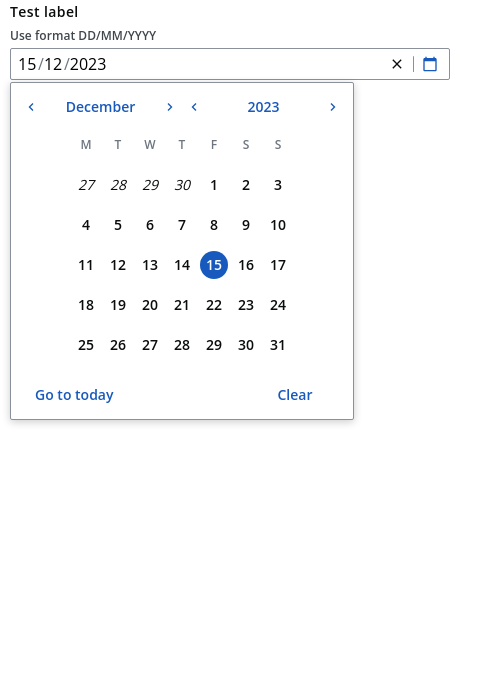 Test label
Use format DD/MM/YYYY
15/12/2023
December 2023
M T W T F S S
27 28 29 30 1 2 3
4 5 6 7 8 9 10
11 12 13 14 15 16 17
18 19 20 21 22 23 24
25 26 27 28 29 30 31
Go to today Clear